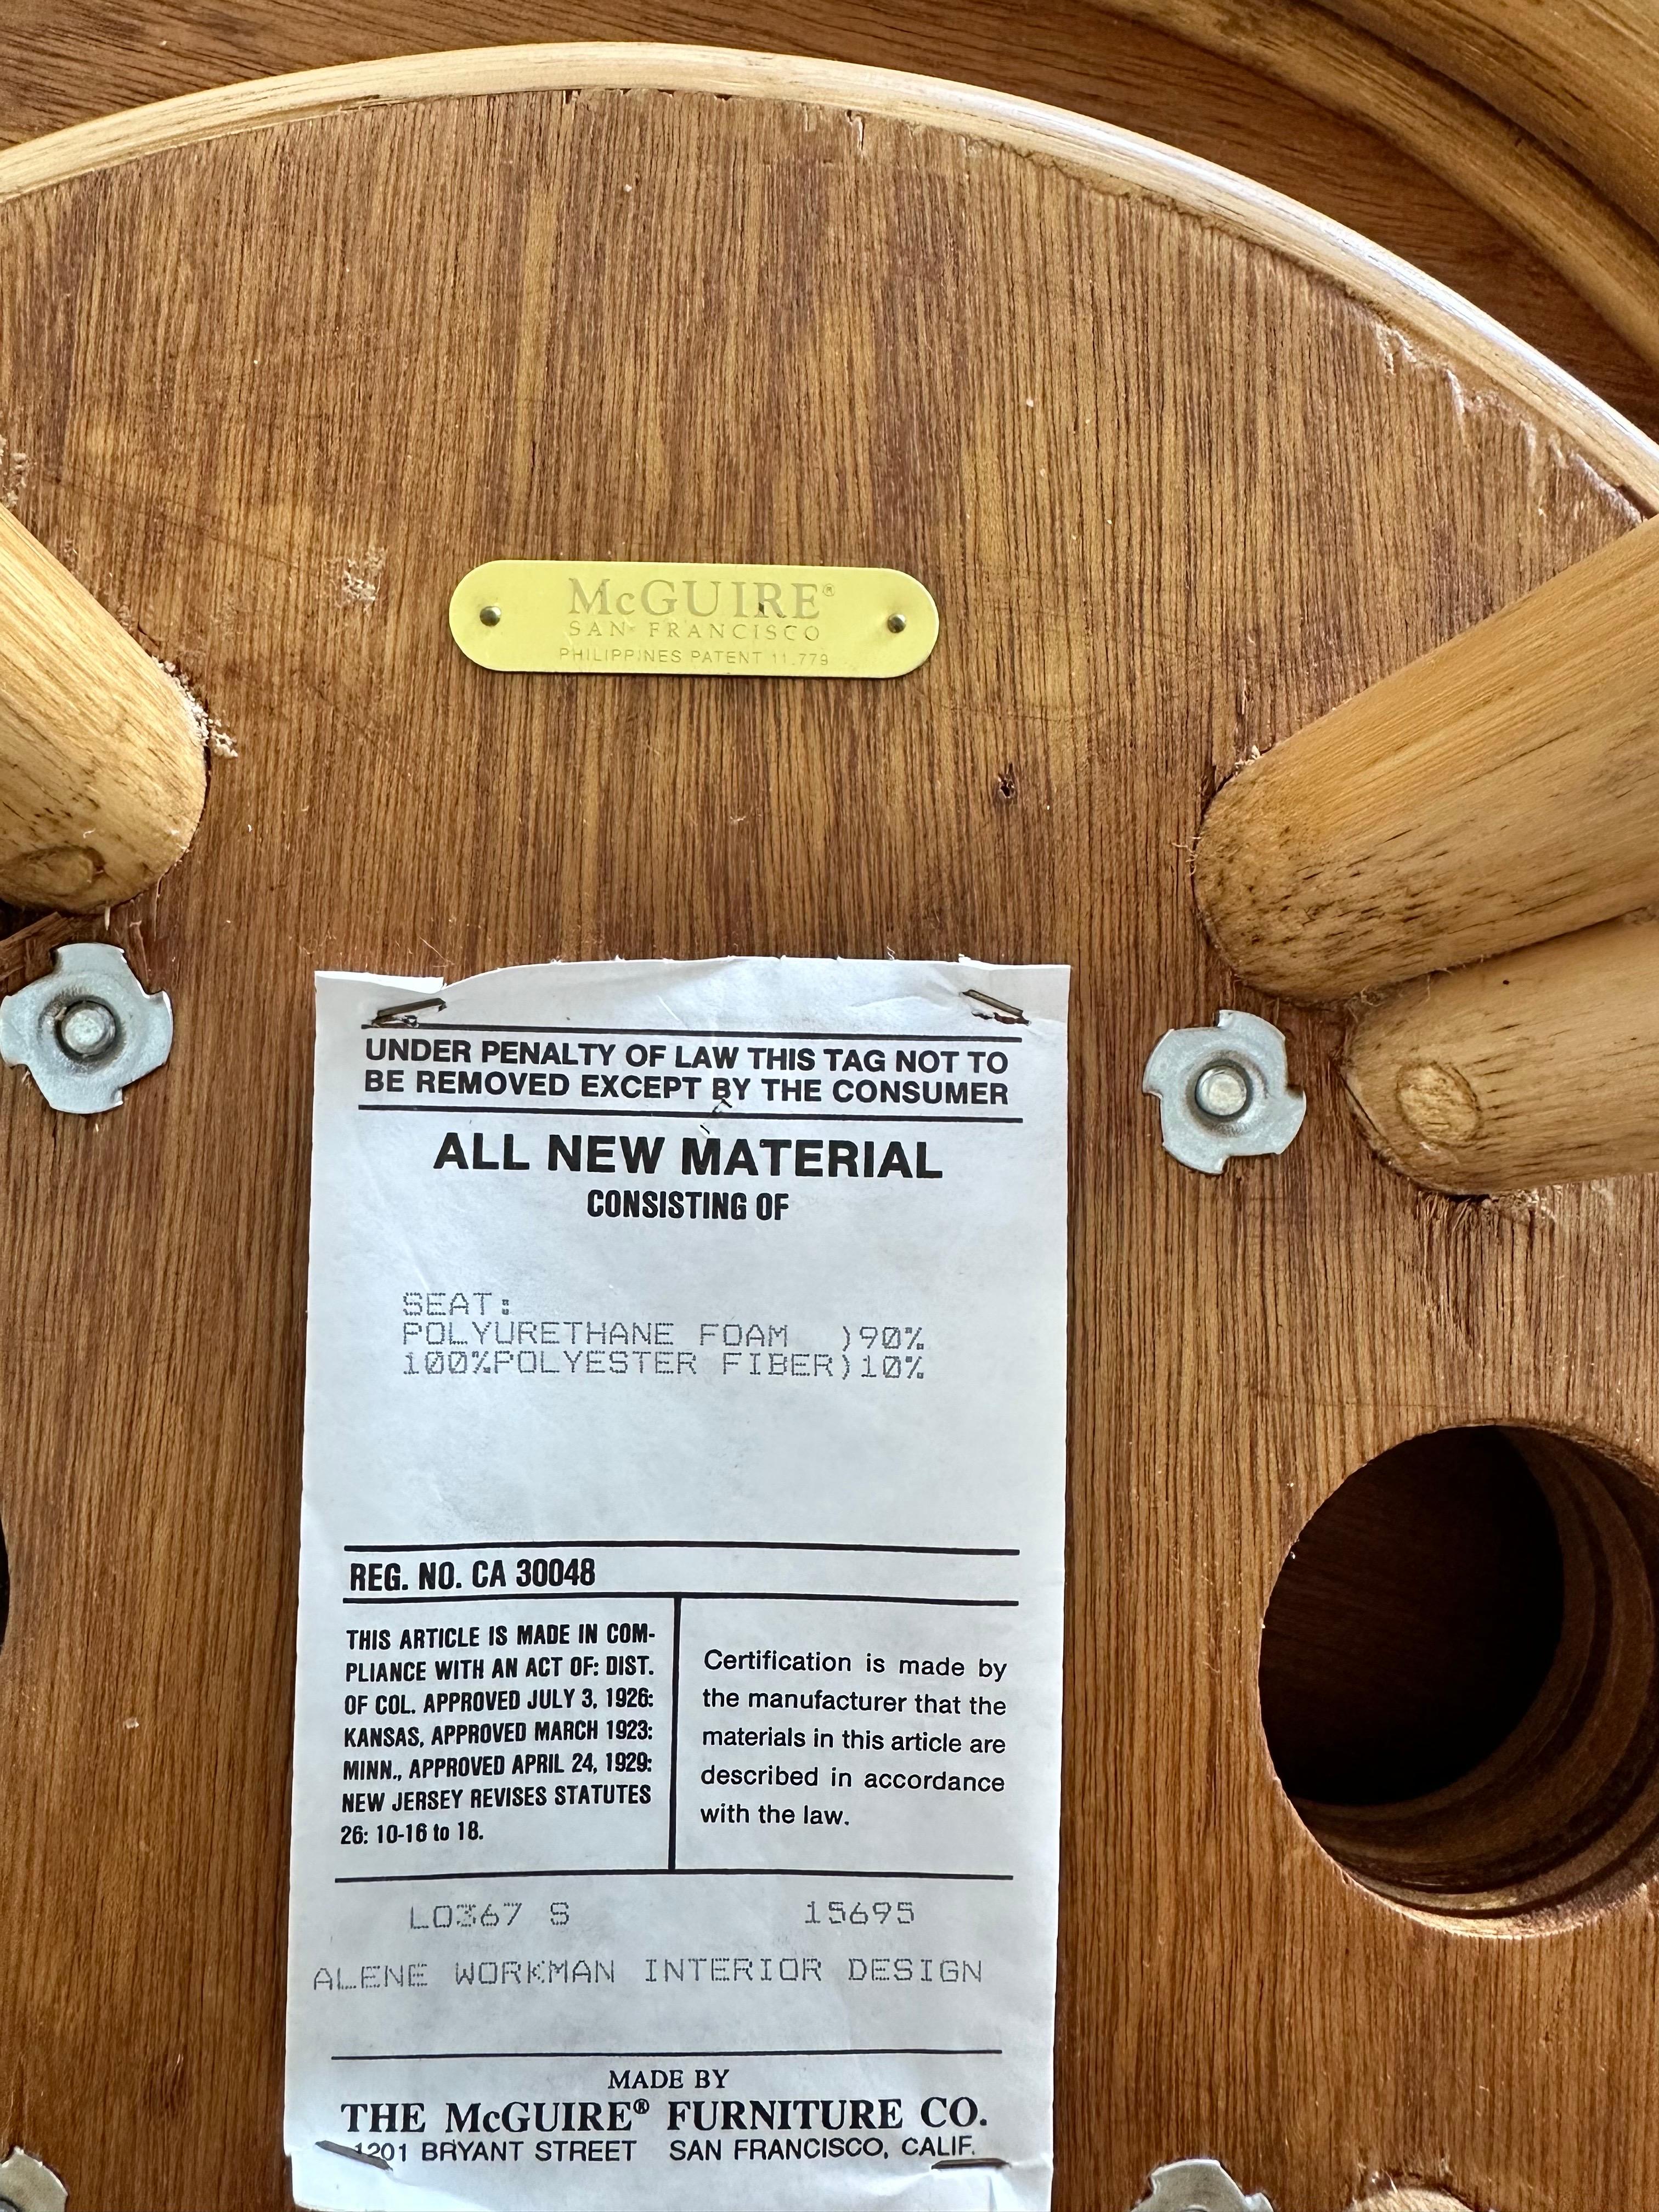 McGUIRE®
SAN FRANCISCO
PHILIPPINES PATENT 11,779
UNDER PENALTY OF LAW THIS TAG NOT TO
BE REMOVED EXCEPT BY THE CONSUMER
ALL NEW MATERIAL
CONSISTING OF
SEAT:
POLYURETHANE FOAM )90%
100%POLYESTER FIBER)10%
REG. NO. CA 30048
THIS ARTICLE IS MADE IN COM-
PLIANCE WITH AN ACT OF: DIST.
OF COL. APPROVED JULY 3, 1926:
KANSAS, APPROVED MARCH 1923:
MINN., APPROVED APRIL 24, 1929:
NEW JERSEY REVISES STATUTES
26: 10-16 to 18.
Certification is made by
the manufacturer that the
materials in this article are
described in accordance
with the law.
LO367 S 15695
ALENE WORKMAN INTERIOR DESIGN
MADE BY
THE McGUIRE® FURNITURE CO.
1201 BRYANT STREET SAN FRANCISCO, CALIF.